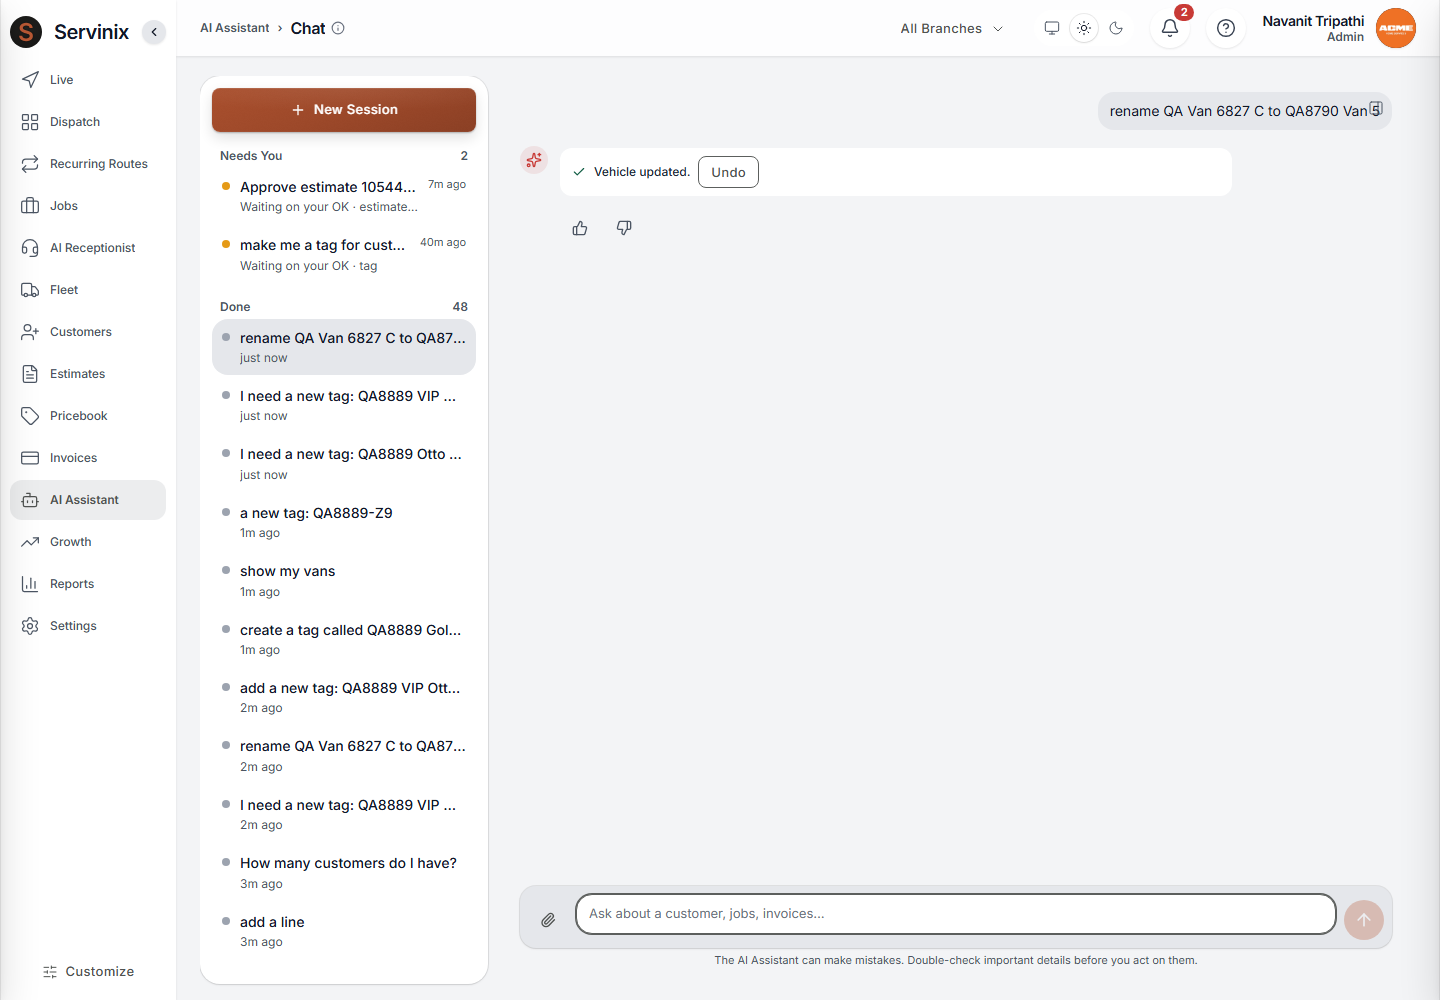 S Servinix
Live
Dispatch
Recurring Routes
Jobs
AI Receptionist
Fleet
Customers
Estimates
Pricebook
Invoices
AI Assistant
Growth
Reports
Settings
Customize
AI Assistant › Chat
All Branches
2
Navanit Tripathi
Admin
ACME
New Session
Needs You 2
Approve estimate 10544... 7m ago
Waiting on your OK · estimate...
make me a tag for cust... 40m ago
Waiting on your OK · tag
Done 48
rename QA Van 6827 C to QA87...
just now
I need a new tag: QA8889 VIP ...
just now
I need a new tag: QA8889 Otto ...
just now
a new tag: QA8889-Z9
1m ago
show my vans
1m ago
create a tag called QA8889 Gol...
1m ago
add a new tag: QA8889 VIP Ott...
2m ago
rename QA Van 6827 C to QA87...
2m ago
I need a new tag: QA8889 VIP ...
2m ago
How many customers do I have?
3m ago
add a line
3m ago
rename QA Van 6827 C to QA8790 Van 5
Vehicle updated. Undo
Ask about a customer, jobs, invoices...
The AI Assistant can make mistakes. Double-check important details before you act on them.